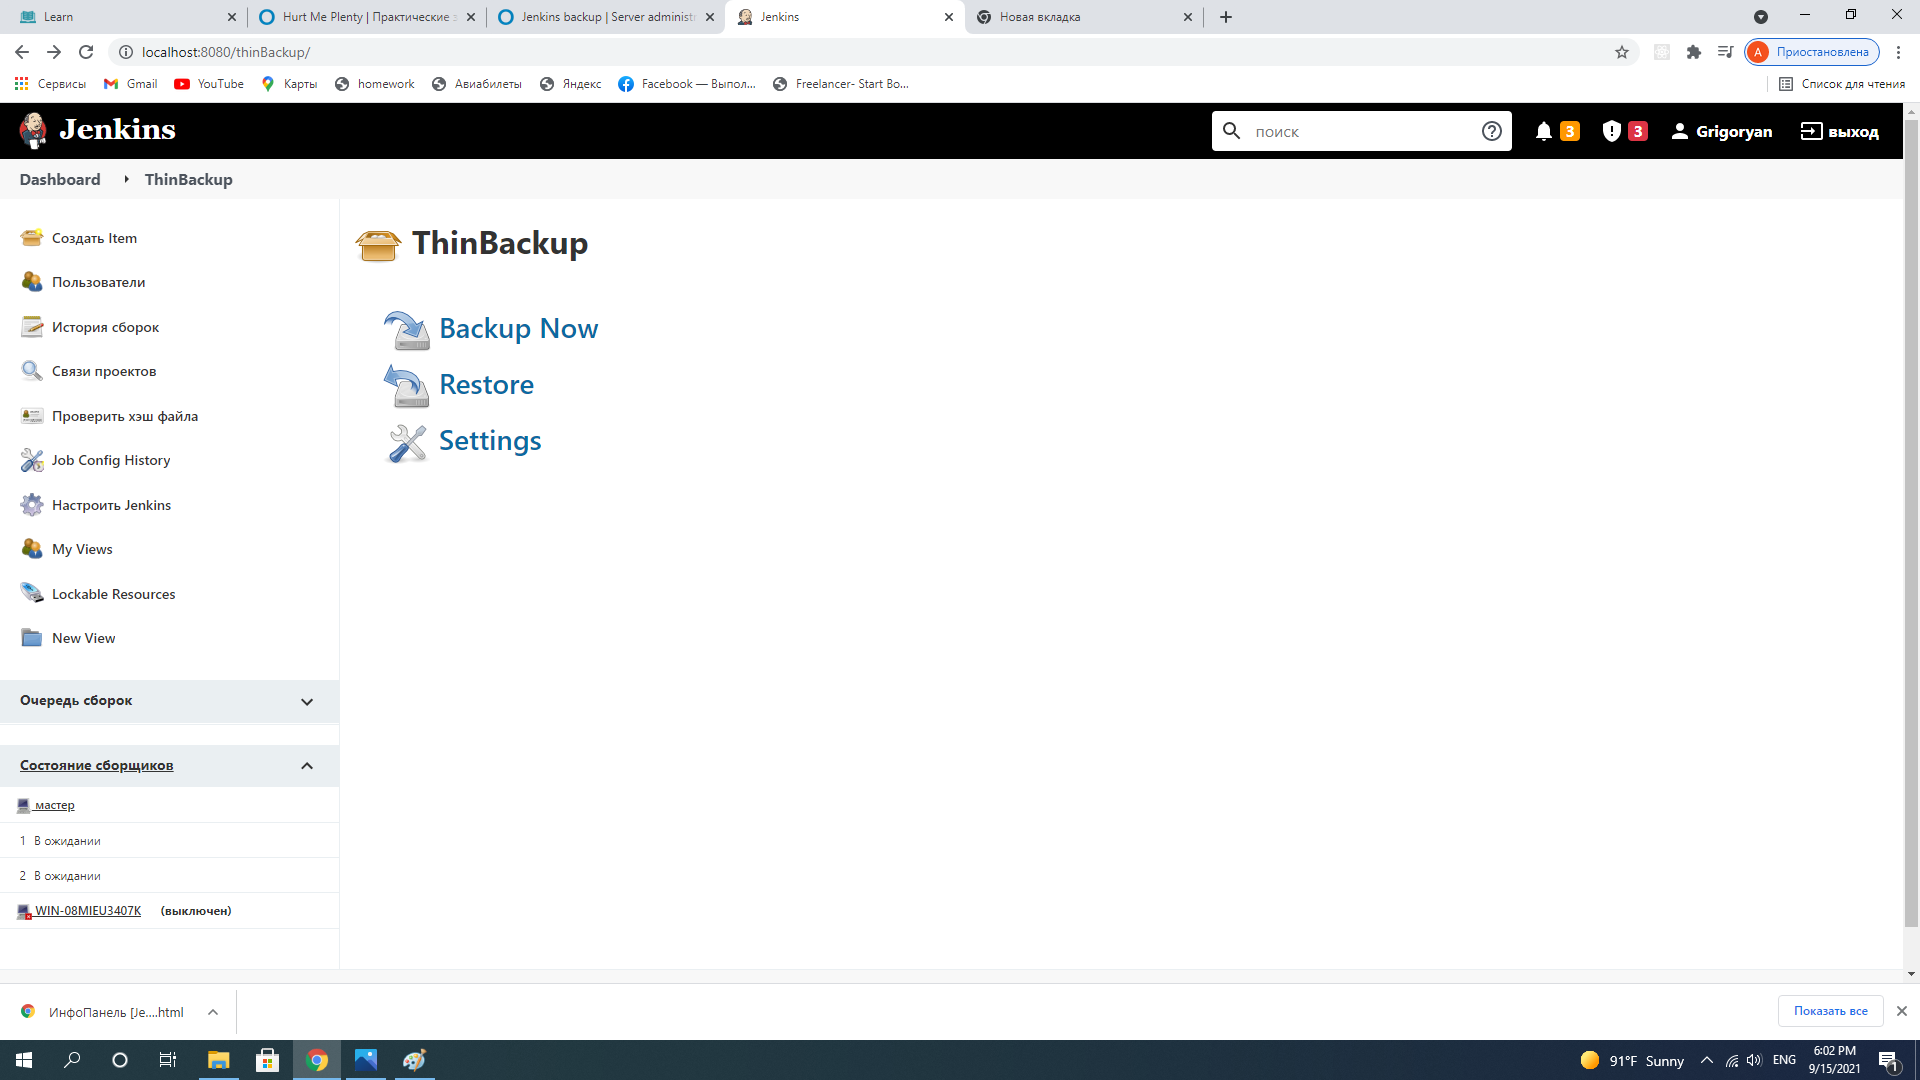 Learn
Hurt Me Plenty | Практические з
Jenkins backup | Server administr
Jenkins
Новая вкладка
localhost:8080/thinBackup/
A Приостановлена
Сервисы
Gmail
YouTube
Карты
homework
Авиабилеты
Яндекс
Facebook — Выпол...
Freelancer- Start Bo...
Список для чтения
Jenkins
поиск
3
3
Grigoryan
выход
Dashboard
ThinBackup
Создать Item
Пользователи
История сборок
Связи проектов
Проверить хэш файла
Job Config History
Настроить Jenkins
My Views
Lockable Resources
New View
Очередь сборок
Состояние сборщиков
мастер
1 В ожидании
2 В ожидании
WIN-08MIEU3407K (выключен)
ThinBackup
Backup Now
Restore
Settings
ИнфоПанель [Je....html
Показать все
91°F Sunny
ENG
6:02 PM
9/15/2021
1